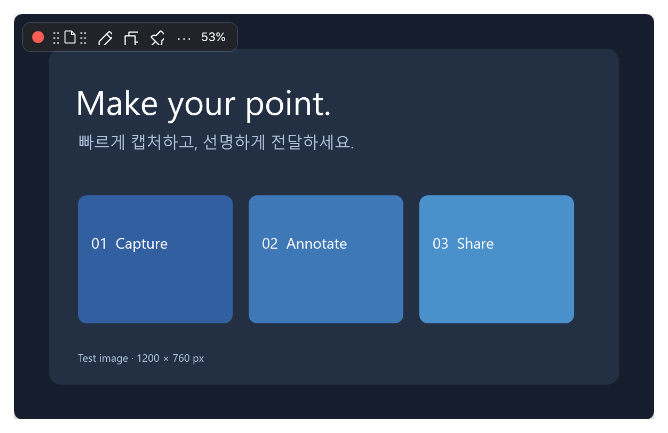 53%
Make your point.
빠르게 캡처하고, 선명하게 전달하세요.
01 Capture
02 Annotate
03 Share
Test image · 1200 × 760 px